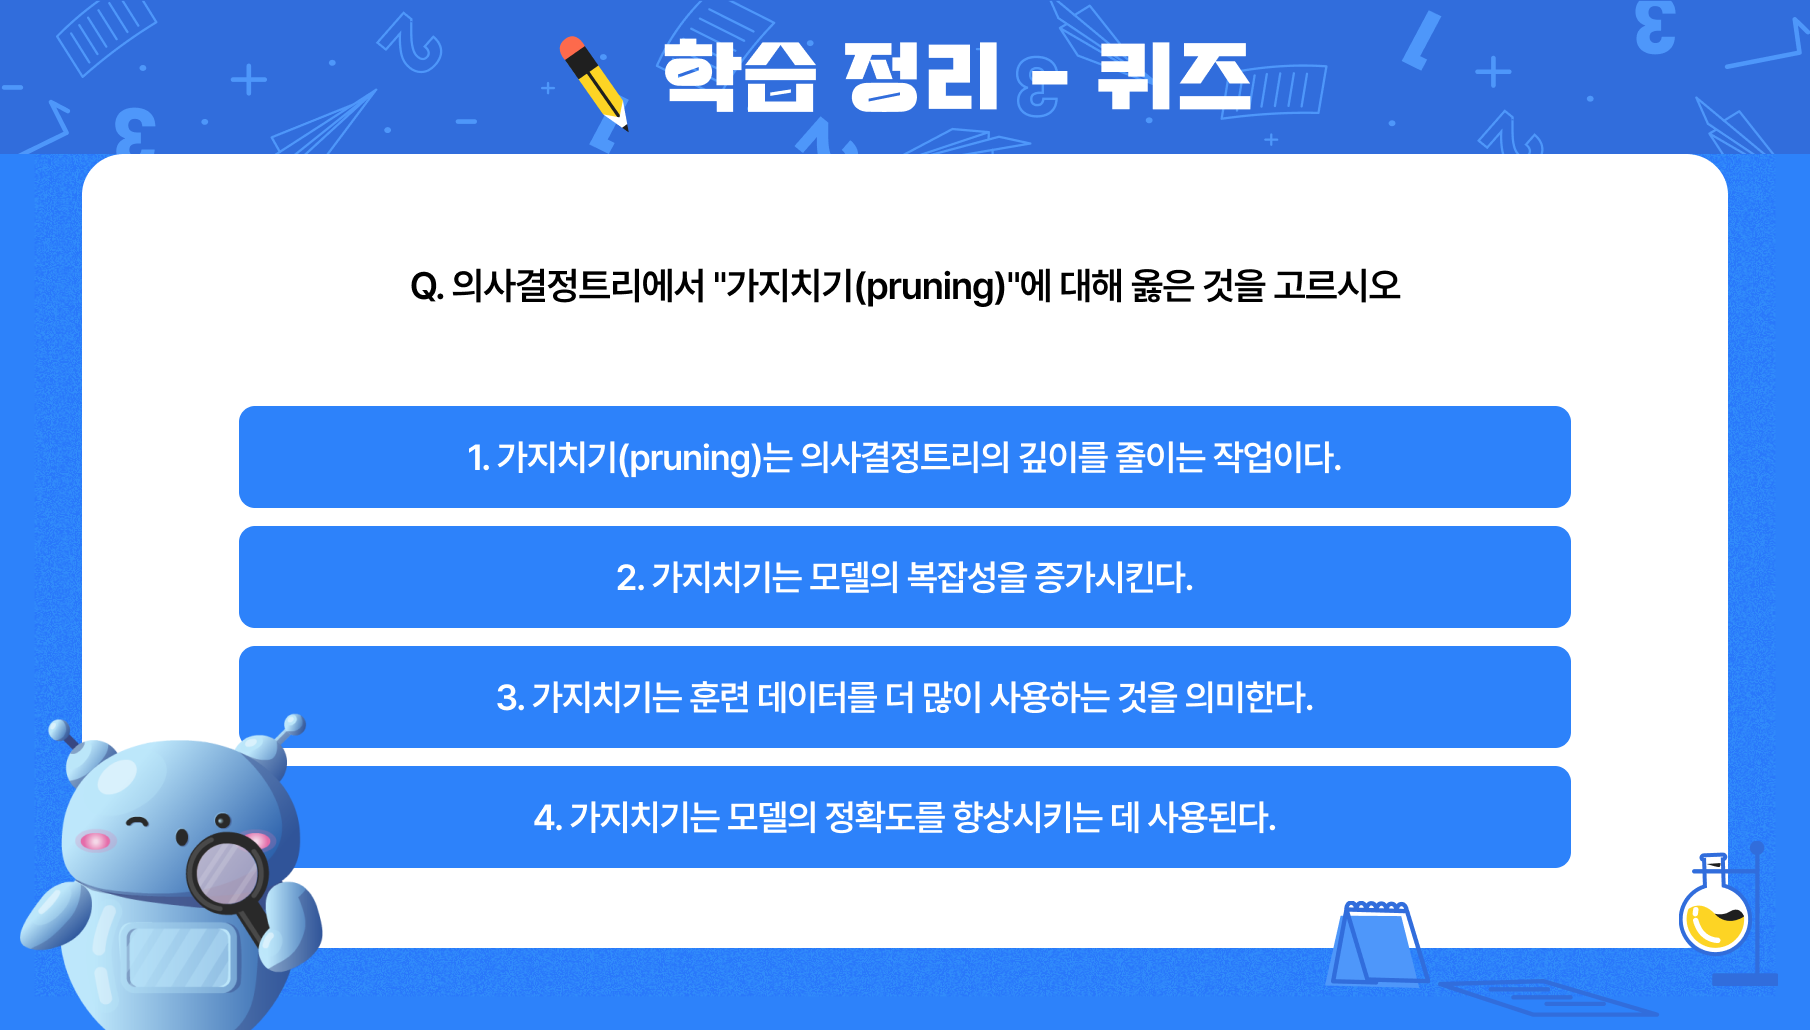 학습 정리 - 퀴즈
Q. 의사결정트리에서 "가지치기(pruning)"에 대해 옳은 것을 고르시오
1. 가지치기(pruning)는 의사결정트리의 깊이를 줄이는 작업이다.
2. 가지치기는 모델의 복잡성을 증가시킨다.
3. 가지치기는 훈련 데이터를 더 많이 사용하는 것을 의미한다.
4. 가지치기는 모델의 정확도를 향상시키는 데 사용된다.